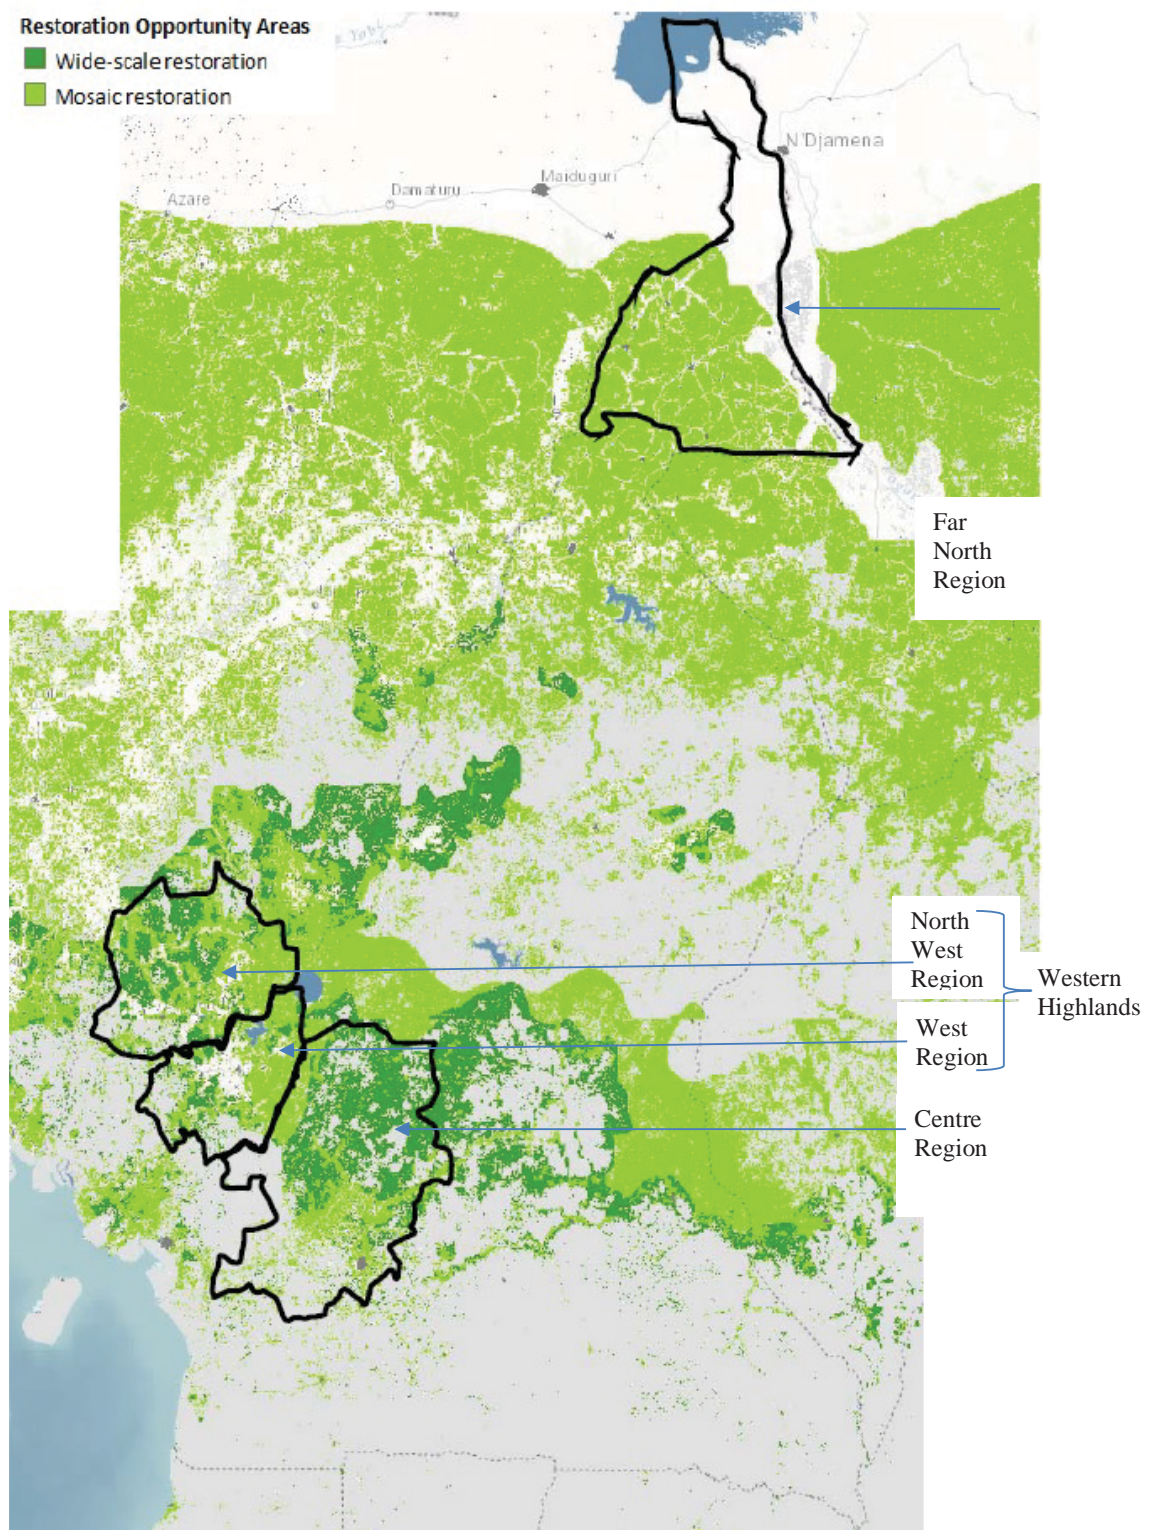 Restoration Opportunity Areas
Wide-scale restoration
Mosaic restoration
N'Djamena
Maiduguri
Damaturu
Azare
Far
North
Region
North
West
Region
Western
Highlands
West
Region
Centre
Region